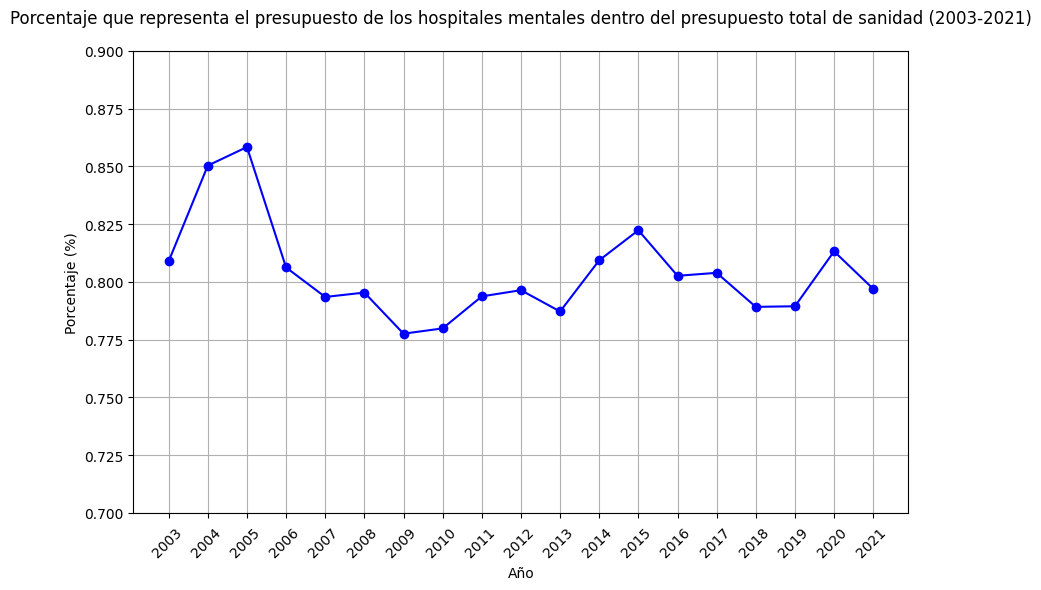 Porcentaje que representa el presupuesto de los hospitales mentales dentro del presupuesto total de sanidad (2003-2021)
0.900
0.875
0.850
0.825
0.800
0.775
0.750
0.725
0.700
Porcentaje (%)
2003 2004 2005 2006 2007 2008 2009 2010 2011 2012 2013 2014 2015 2016 2017 2018 2019 2020 2021
Año